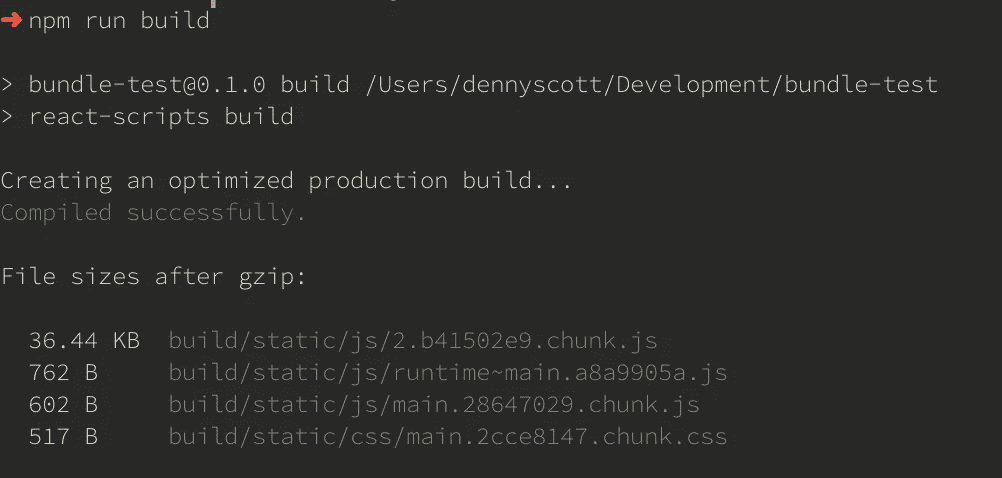 ➜ npm run build
> bundle-test@0.1.0 build /Users/dennyscott/Development/bundle-test
> react-scripts build
Creating an optimized production build...
Compiled successfully.
File sizes after gzip:
36.44 KB  build/static/js/2.b41502e9.chunk.js
762 B  build/static/js/runtime~main.a8a9905a.js
602 B  build/static/js/main.28647029.chunk.js
517 B  build/static/css/main.2cce8147.chunk.css